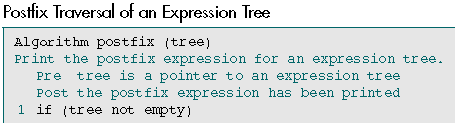 Postfix Traversal of an Expression Tree
Algorithm postfix (tree)
Print the postfix expression for an expression tree.
Pre tree is a pointer to an expression tree
Post the postfix expression has been printed
1 if (tree not empty)